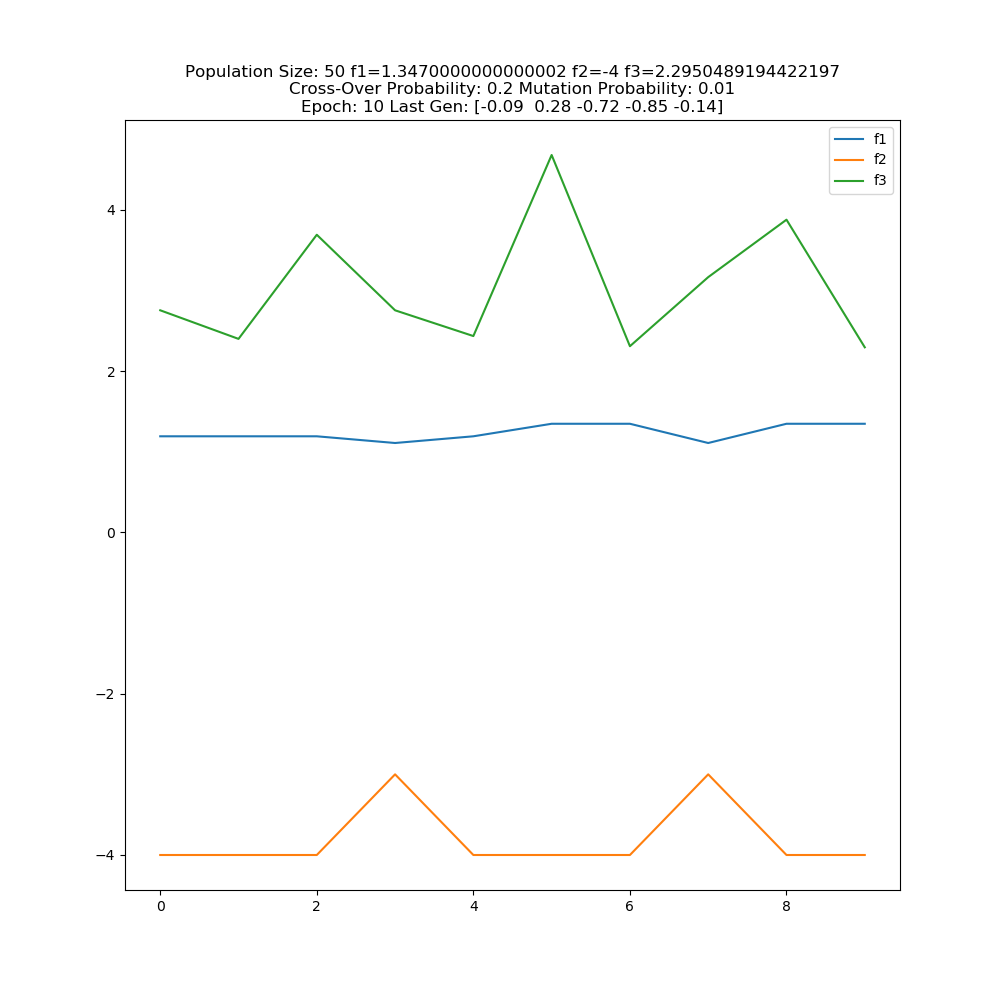 Population Size: 50 f1=1.3470000000000002 f2=-4 f3=2.2950489194422197
Cross-Over Probability: 0.2 Mutation Probability: 0.01
Epoch: 10 Last Gen: [-0.09  0.28 -0.72 -0.85 -0.14]
f1
f2
f3
4
2
0
−2
−4
0 2 4 6 8